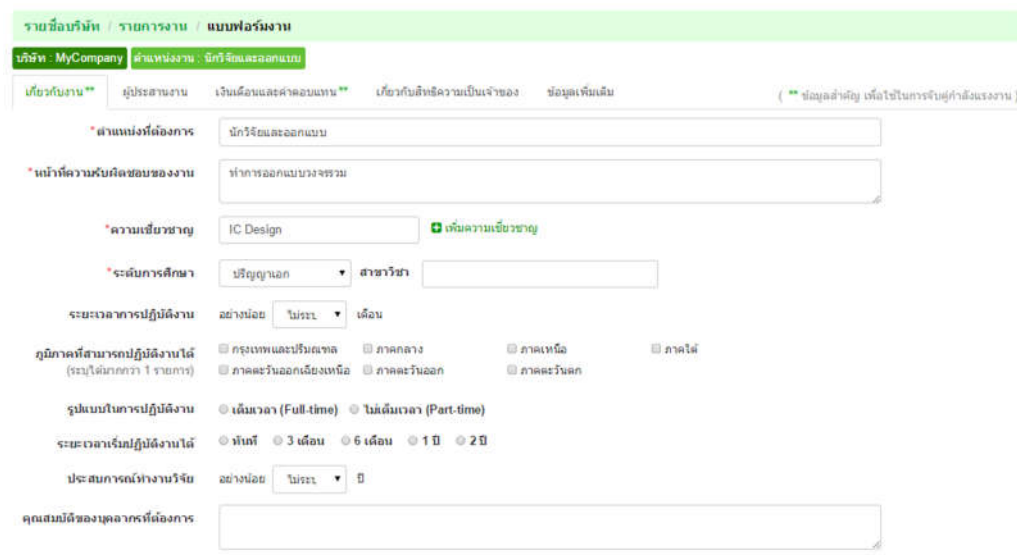 รายชื่อบริษัท / รายการงาน / แบบฟอร์มงาน
บริษัท : MyCompany ตำแหน่งงาน : นักวิจัยและออกแบบ
เกี่ยวกับงาน ** ผู้ประสานงาน เงินเดือนและค่าตอบแทน ** เกี่ยวกับสิทธิความเป็นเจ้าของ ข้อมูลเพิ่มเติม ( ** ข้อมูลสำคัญ เพื่อใช้ในการจับคู่กำลังแรงงาน )
*ตำแหน่งที่ต้องการ นักวิจัยและออกแบบ
*หน้าที่ความรับผิดชอบของงาน ทำการออกแบบวงจรรวม
*ความเชี่ยวชาญ IC Design เพิ่มความเชี่ยวชาญ
*ระดับการศึกษา ปริญญาเอก สาขาวิชา
ระยะเวลาการปฏิบัติงาน อย่างน้อย ไม่ระบุ เดือน
ภูมิภาคที่สามารถปฏิบัติงานได้ กรุงเทพและปริมณฑล ภาคกลาง ภาคเหนือ ภาคใต้
(ระบุได้มากกว่า 1 รายการ) ภาคตะวันออกเฉียงเหนือ ภาคตะวันออก ภาคตะวันตก
รูปแบบในการปฏิบัติงาน เต็มเวลา (Full-time) ไม่เต็มเวลา (Part-time)
ระยะเวลาเริ่มปฏิบัติงานได้ ทันที 3 เดือน 6 เดือน 1 ปี 2 ปี
ประสบการณ์ทำงานวิจัย อย่างน้อย ไม่ระบุ ปี
คุณสมบัติของบุคลากรที่ต้องการ